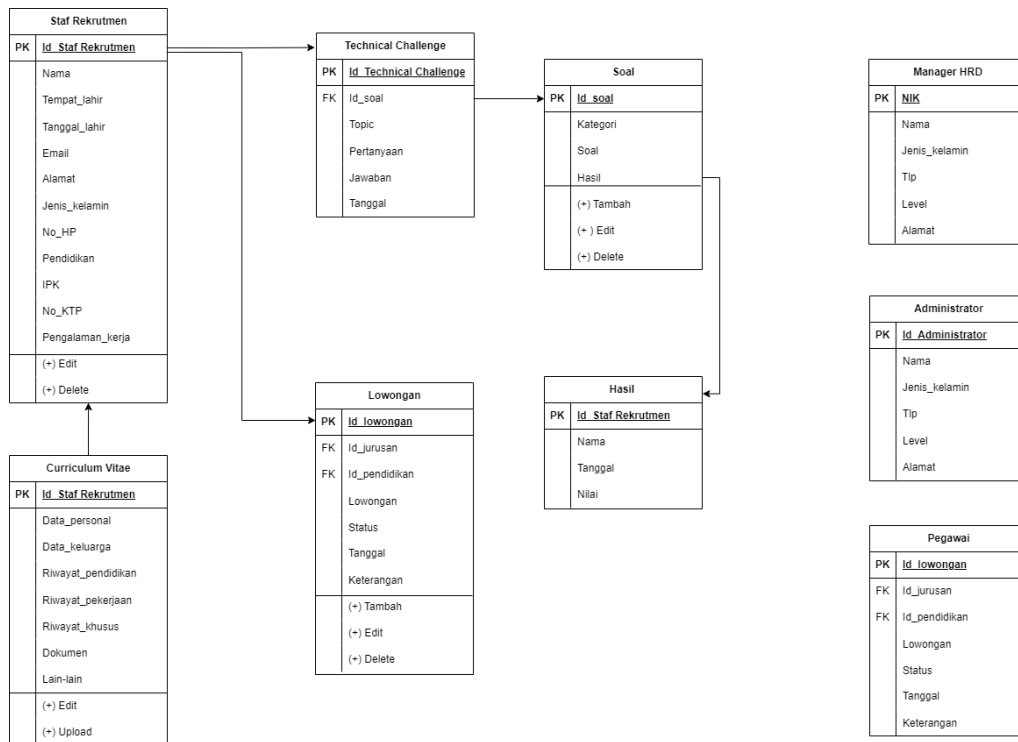 Staf Rekrutmen
PK Id_Staf Rekrutmen
Nama
Tempat_lahir
Tanggal_lahir
Email
Alamat
Jenis_kelamin
No_HP
Pendidikan
IPK
No_KTP
Pengalaman_kerja
(+) Edit
(+) Delete
Curriculum Vitae
PK Id_Staf Rekrutmen
Data_personal
Data_keluarga
Riwayat_pendidikan
Riwayat_pekerjaan
Riwayat_khusus
Dokumen
Lain-lain
(+) Edit
(+) Upload
Technical Challenge
PK Id_Technical Challenge
FK Id_soal
Topic
Pertanyaan
Jawaban
Tanggal
Lowongan
PK Id_lowongan
FK Id_jurusan
FK Id_pendidikan
Lowongan
Status
Tanggal
Keterangan
(+) Tambah
(+) Edit
(+) Delete
Soal
PK Id_soal
Kategori
Soal
Hasil
(+) Tambah
(+ ) Edit
(+) Delete
Hasil
PK Id_Staf Rekrutmen
Nama
Tanggal
Nilai
Manager HRD
PK NIK
Nama
Jenis_kelamin
Tlp
Level
Alamat
Administrator
PK Id_Administrator
Nama
Jenis_kelamin
Tlp
Level
Alamat
Pegawai
PK Id_lowongan
FK Id_jurusan
FK Id_pendidikan
Lowongan
Status
Tanggal
Keterangan